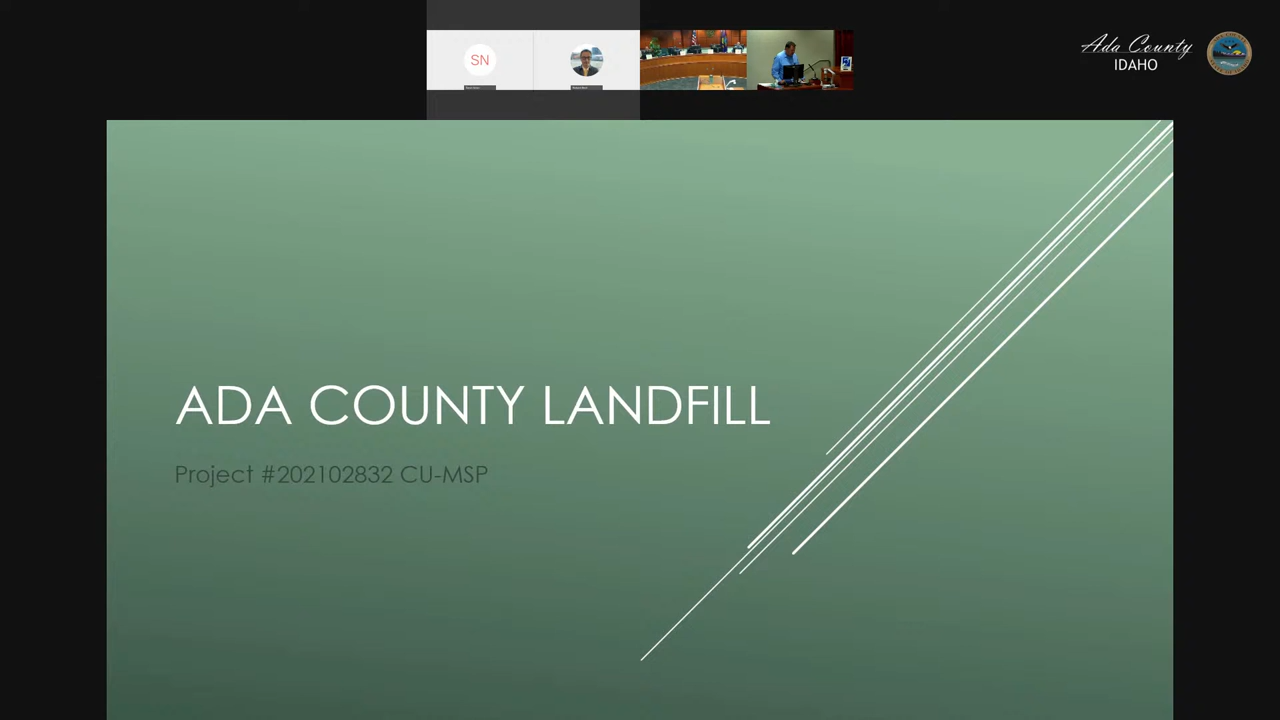 SN
Ada County
IDAHO
ADA COUNTY LANDFILL
Project #202102832 CU-MSP